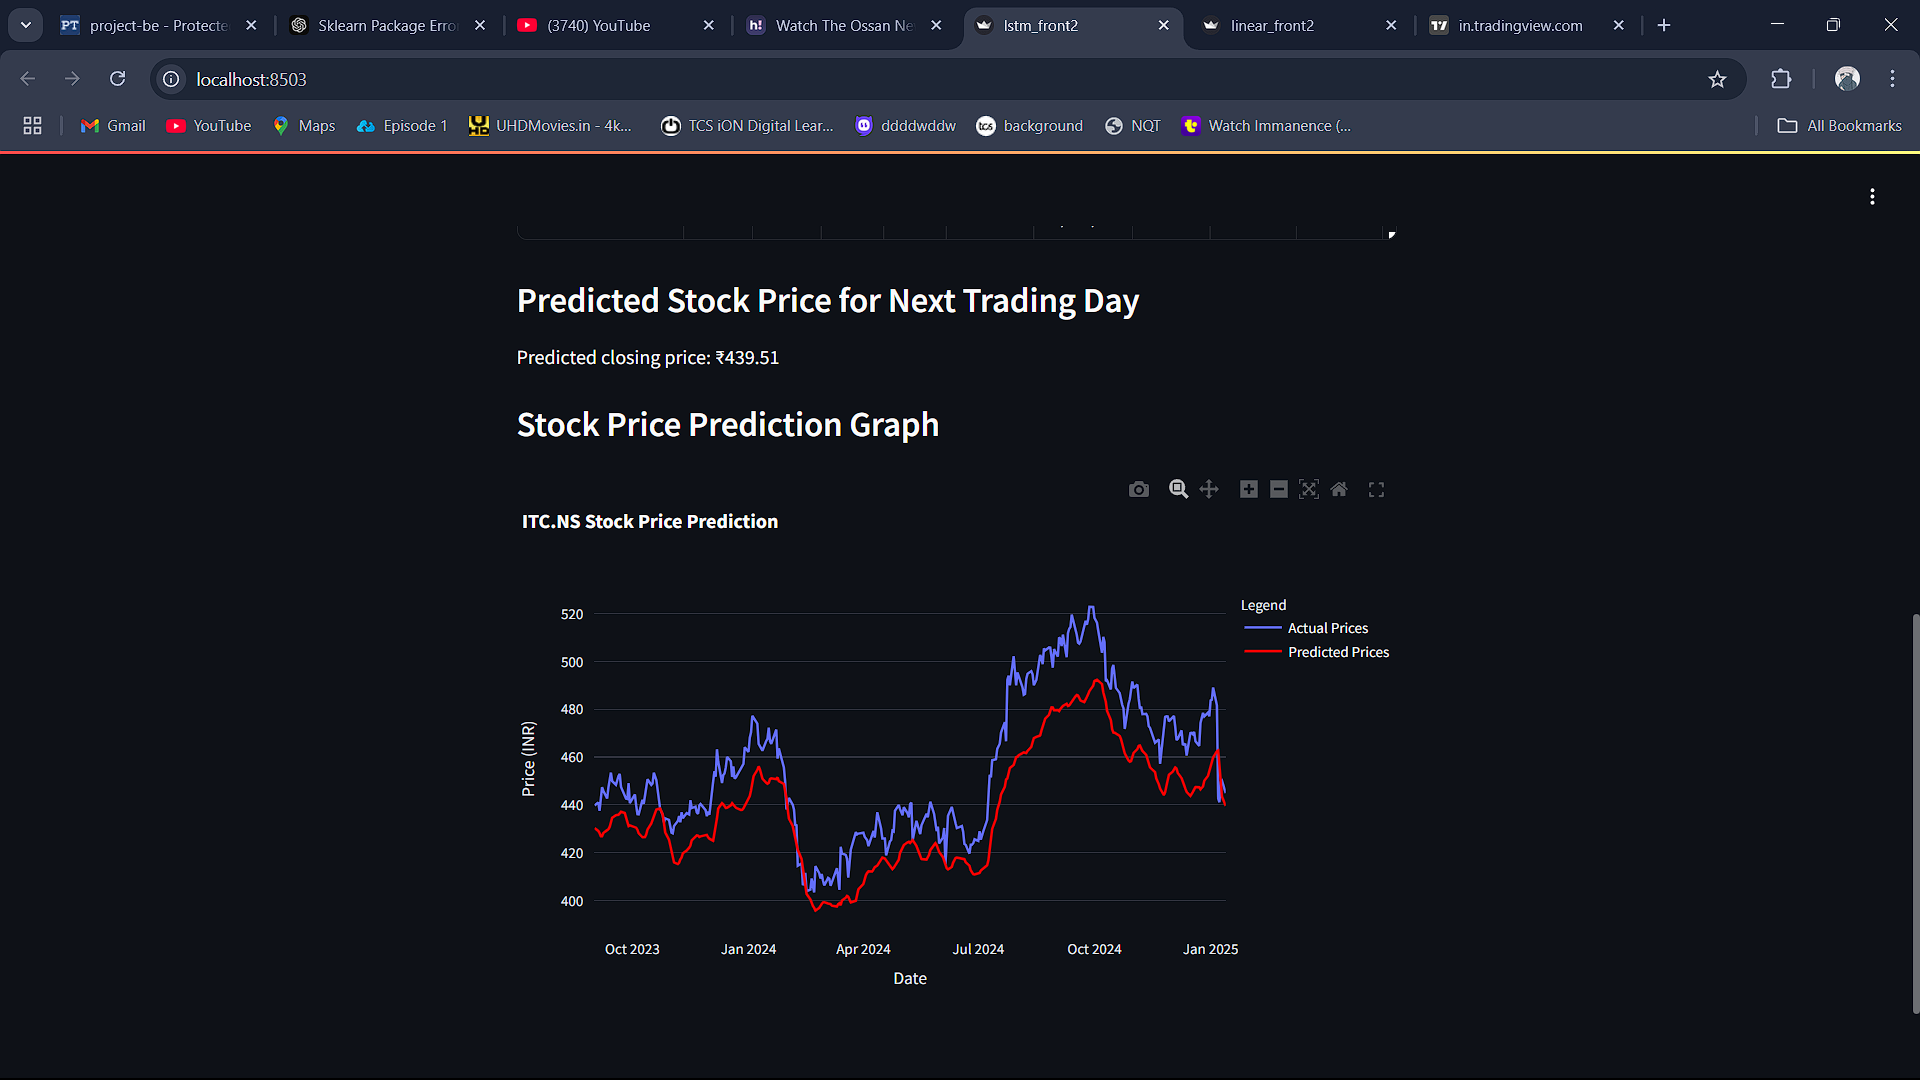 project-be - Protecte
Sklearn Package Erro
(3740) YouTube
Watch The Ossan Ne
lstm_front2
linear_front2
in.tradingview.com
localhost:8503
Gmail
YouTube
Maps
Episode 1
UHDMovies.in - 4k...
TCS iON Digital Lear...
ddddwddw
background
NQT
Watch Immanence (...
All Bookmarks
Predicted Stock Price for Next Trading Day
Predicted closing price: ₹439.51
Stock Price Prediction Graph
ITC.NS Stock Price Prediction
Price (INR)
520
500
480
460
440
420
400
Legend
Actual Prices
Predicted Prices
Oct 2023
Jan 2024
Apr 2024
Jul 2024
Oct 2024
Jan 2025
Date